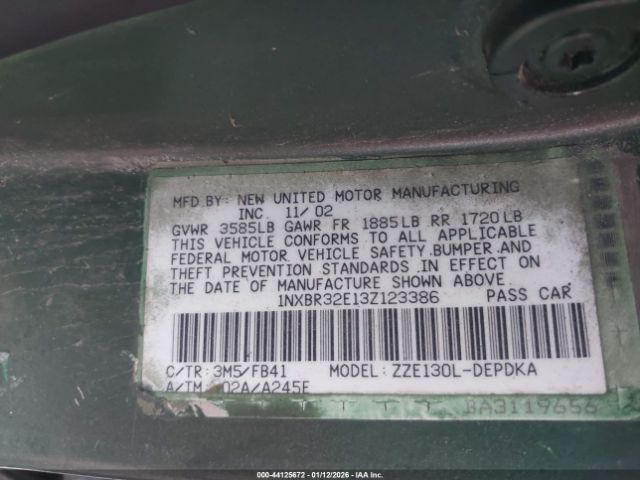 MFD. BY: NEW UNITED MOTOR MANUFACTURING
INC. 11/02
GVWR 3585LB GAWR FR 1885LB RR 1720LB
THIS VEHICLE CONFORMS TO ALL APPLICABLE
FEDERAL MOTOR VEHICLE SAFETY, BUMPER, AND
THEFT PREVENTION STANDARDS IN EFFECT ON
THE DATE OF MANUFACTURE SHOWN ABOVE.
1NXBR32E13Z123386 PASS CAR
C/TR: 3M5/FB41 MODEL: ZZE130L-DEPDKA
A/TM: 02A/A245E
BA3119656
000-44125672 - 01/12/2026 - COPYRIGHT IAA, LLC